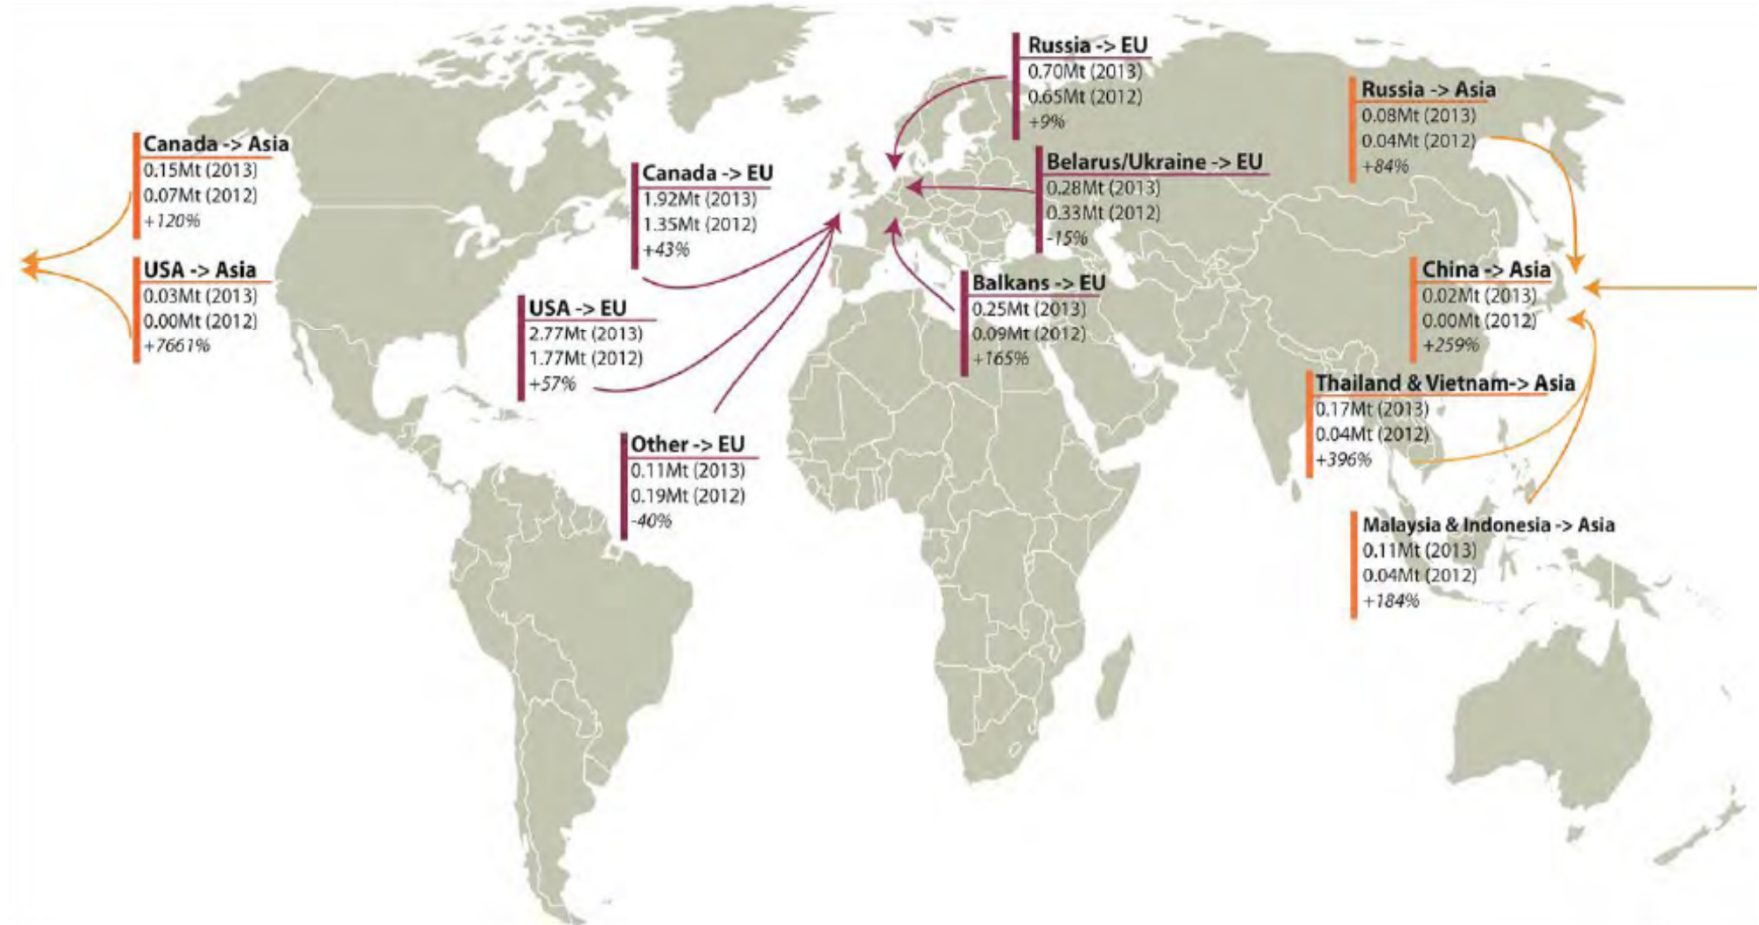 Canada -> Asia
0.15Mt (2013)
0.07Mt (2012)
+120%
USA -> Asia
0.03Mt (2013)
0.00Mt (2012)
+7661%
Canada -> EU
1.92Mt (2013)
1.35Mt (2012)
+43%
USA -> EU
2.77Mt (2013)
1.77Mt (2012)
+57%
Other -> EU
0.11Mt (2013)
0.19Mt (2012)
-40%
Russia -> EU
0.70Mt (2013)
0.65Mt (2012)
+9%
Belarus/Ukraine -> EU
0.28Mt (2013)
0.33Mt (2012)
-15%
Balkans -> EU
0.25Mt (2013)
0.09Mt (2012)
+165%
Russia -> Asia
0.08Mt (2013)
0.04Mt (2012)
+84%
China -> Asia
0.02Mt (2013)
0.00Mt (2012)
+259%
Thailand & Vietnam-> Asia
0.17Mt (2013)
0.04Mt (2012)
+396%
Malaysia & Indonesia -> Asia
0.11Mt (2013)
0.04Mt (2012)
+184%